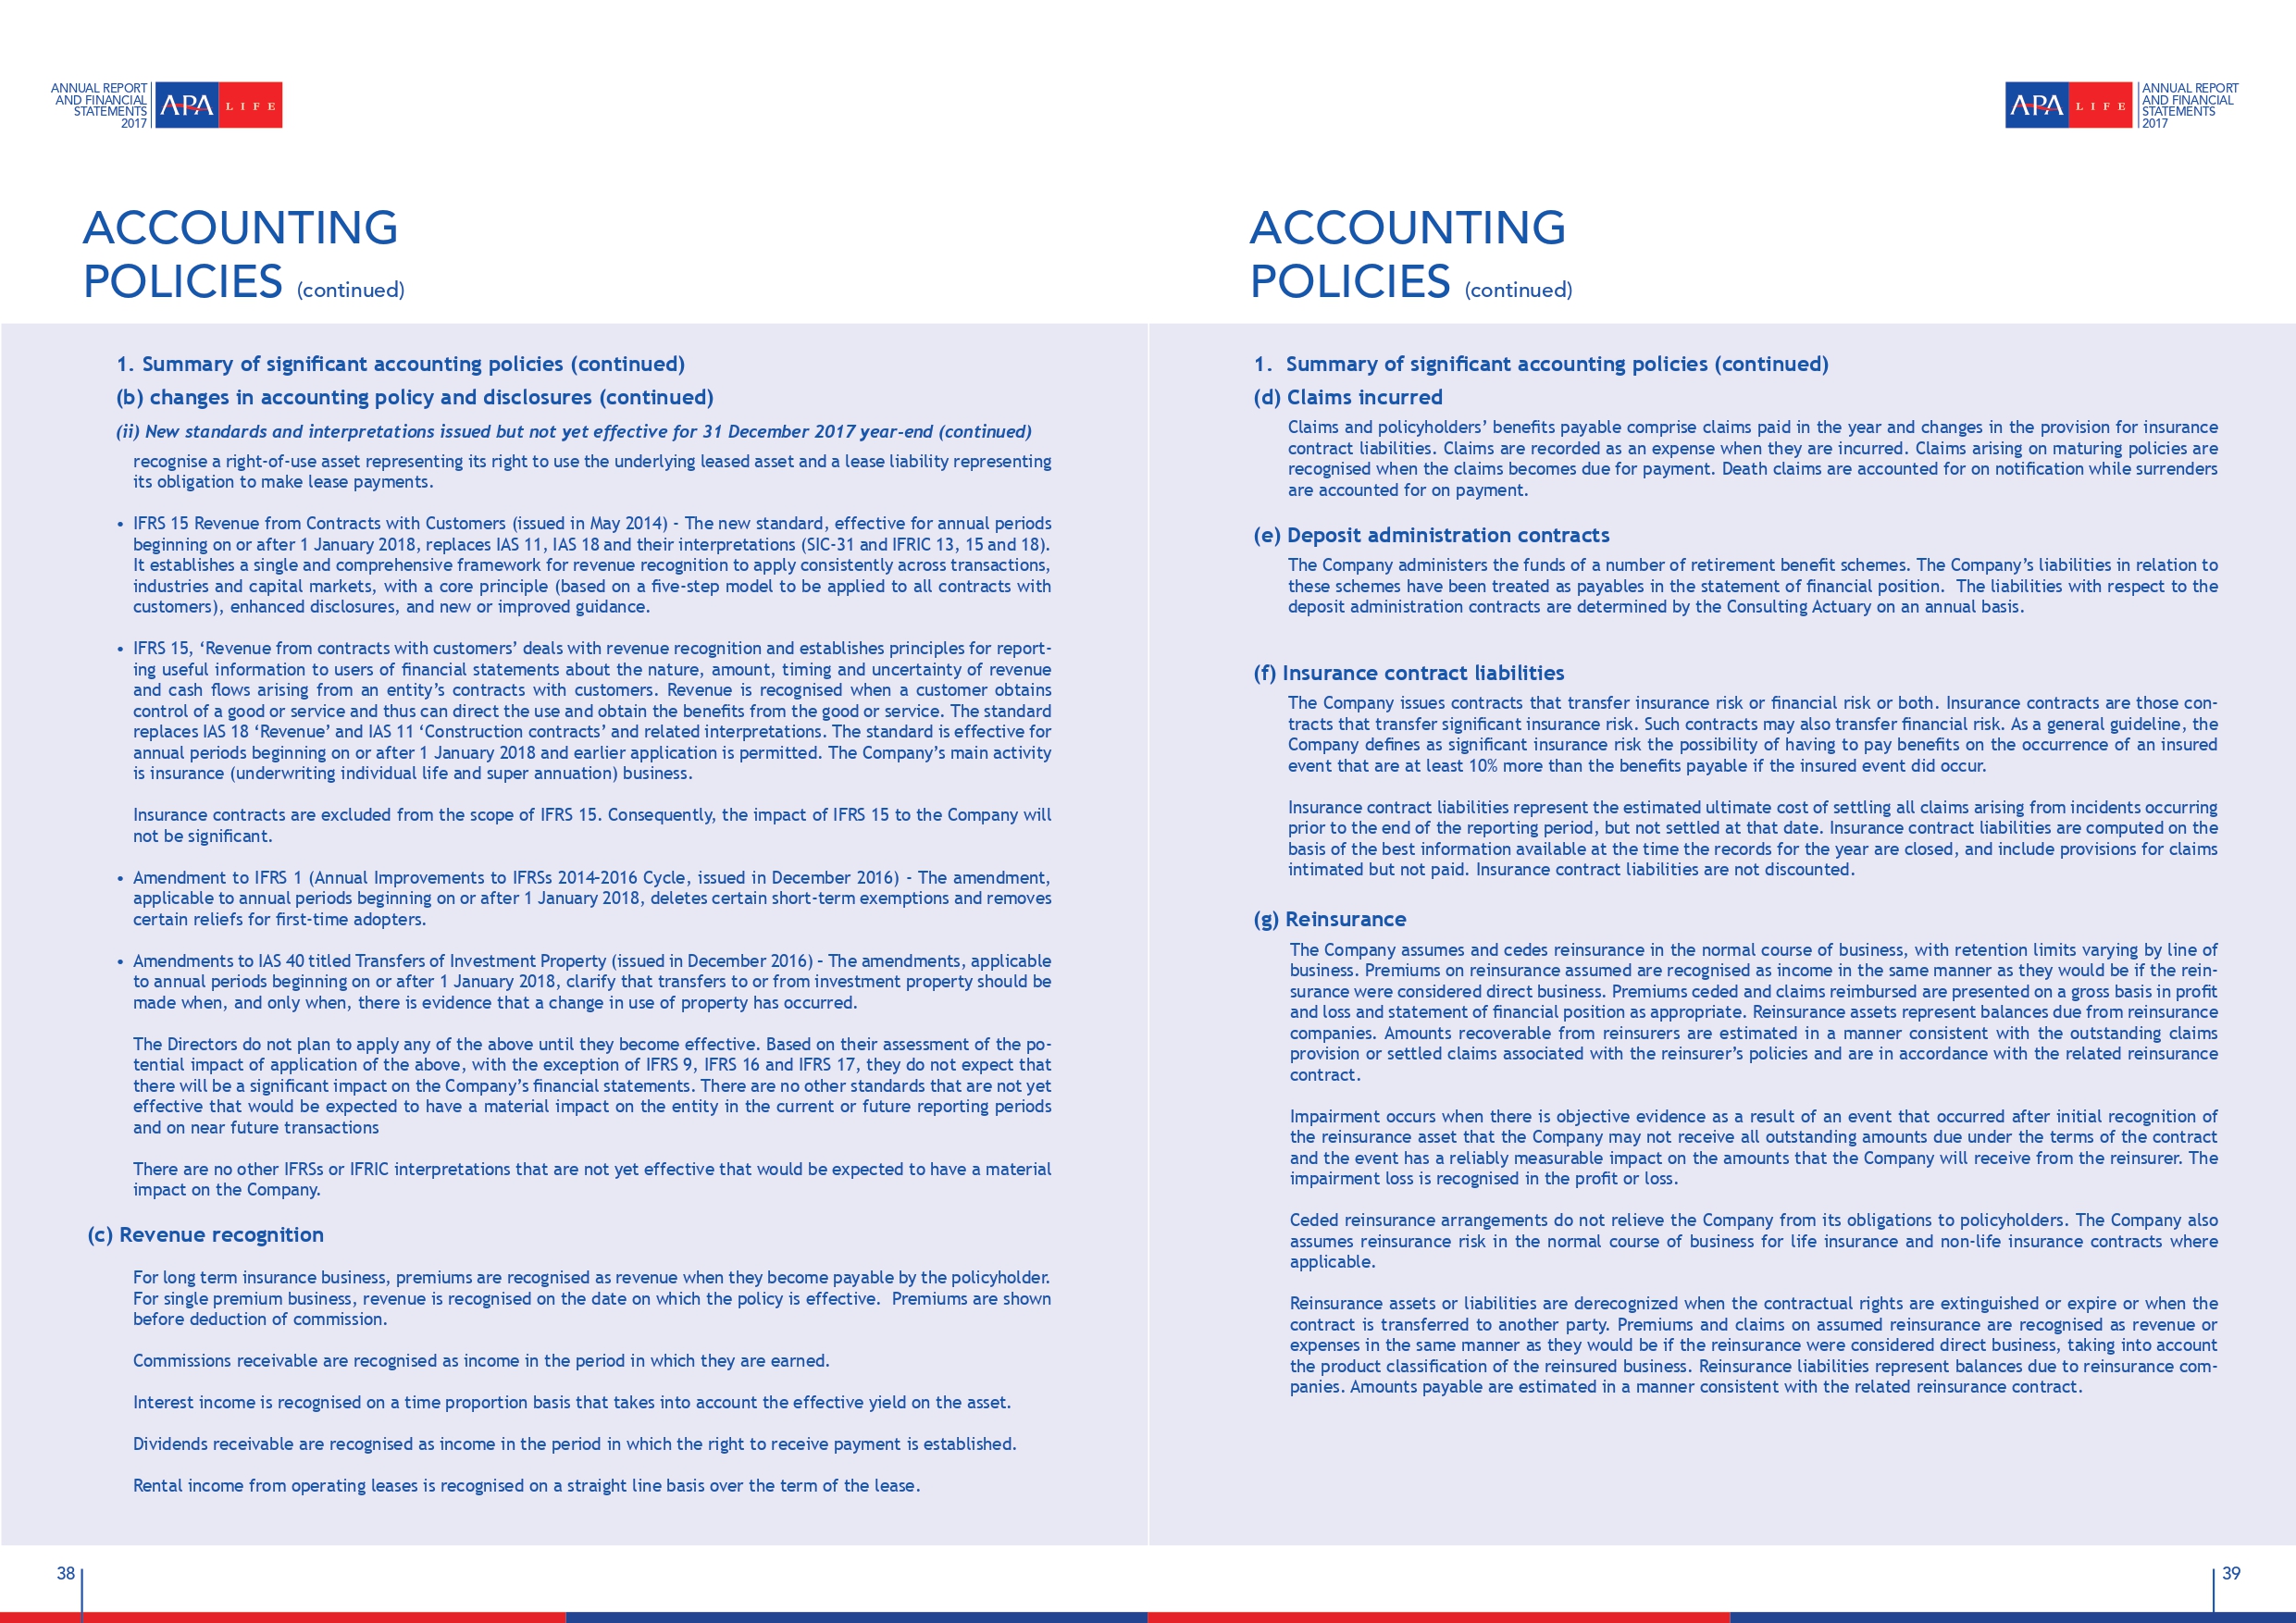 ANNUAL REPORT
AND FINANCIAL
STATEMENTS
2017
APA LIFE
ACCOUNTING
POLICIES (continued)
1. Summary of significant accounting policies (continued)
(b) changes in accounting policy and disclosures (continued)
(ii) New standards and interpretations issued but not yet effective for 31 December 2017 year-end (continued)
recognise a right-of-use asset representing its right to use the underlying leased asset and a lease liability representing
its obligation to make lease payments.
• IFRS 15 Revenue from Contracts with Customers (issued in May 2014) - The new standard, effective for annual periods
beginning on or after 1 January 2018, replaces IAS 11, IAS 18 and their interpretations (SIC-31 and IFRIC 13, 15 and 18).
It establishes a single and comprehensive framework for revenue recognition to apply consistently across transactions,
industries and capital markets, with a core principle (based on a five-step model to be applied to all contracts with
customers), enhanced disclosures, and new or improved guidance.
• IFRS 15, ‘Revenue from contracts with customers’ deals with revenue recognition and establishes principles for report-
ing useful information to users of financial statements about the nature, amount, timing and uncertainty of revenue
and cash flows arising from an entity’s contracts with customers. Revenue is recognised when a customer obtains
control of a good or service and thus can direct the use and obtain the benefits from the good or service. The standard
replaces IAS 18 ‘Revenue’ and IAS 11 ‘Construction contracts’ and related interpretations. The standard is effective for
annual periods beginning on or after 1 January 2018 and earlier application is permitted. The Company’s main activity
is insurance (underwriting individual life and super annuation) business.
Insurance contracts are excluded from the scope of IFRS 15. Consequently, the impact of IFRS 15 to the Company will
not be significant.
• Amendment to IFRS 1 (Annual Improvements to IFRSs 2014-2016 Cycle, issued in December 2016) - The amendment,
applicable to annual periods beginning on or after 1 January 2018, deletes certain short-term exemptions and removes
certain reliefs for first-time adopters.
• Amendments to IAS 40 titled Transfers of Investment Property (issued in December 2016) - The amendments, applicable
to annual periods beginning on or after 1 January 2018, clarify that transfers to or from investment property should be
made when, and only when, there is evidence that a change in use of property has occurred.
The Directors do not plan to apply any of the above until they become effective. Based on their assessment of the po-
tential impact of application of the above, with the exception of IFRS 9, IFRS 16 and IFRS 17, they do not expect that
there will be a significant impact on the Company’s financial statements. There are no other standards that are not yet
effective that would be expected to have a material impact on the entity in the current or future reporting periods
and on near future transactions
There are no other IFRSs or IFRIC interpretations that are not yet effective that would be expected to have a material
impact on the Company.
(c) Revenue recognition
For long term insurance business, premiums are recognised as revenue when they become payable by the policyholder.
For single premium business, revenue is recognised on the date on which the policy is effective.  Premiums are shown
before deduction of commission.
Commissions receivable are recognised as income in the period in which they are earned.
Interest income is recognised on a time proportion basis that takes into account the effective yield on the asset.
Dividends receivable are recognised as income in the period in which the right to receive payment is established.
Rental income from operating leases is recognised on a straight line basis over the term of the lease.
38
APA LIFE
ANNUAL REPORT
AND FINANCIAL
STATEMENTS
2017
ACCOUNTING
POLICIES (continued)
1.  Summary of significant accounting policies (continued)
(d) Claims incurred
Claims and policyholders’ benefits payable comprise claims paid in the year and changes in the provision for insurance
contract liabilities. Claims are recorded as an expense when they are incurred. Claims arising on maturing policies are
recognised when the claims becomes due for payment. Death claims are accounted for on notification while surrenders
are accounted for on payment.
(e) Deposit administration contracts
The Company administers the funds of a number of retirement benefit schemes. The Company’s liabilities in relation to
these schemes have been treated as payables in the statement of financial position.  The liabilities with respect to the
deposit administration contracts are determined by the Consulting Actuary on an annual basis.
(f) Insurance contract liabilities
The Company issues contracts that transfer insurance risk or financial risk or both. Insurance contracts are those con-
tracts that transfer significant insurance risk. Such contracts may also transfer financial risk. As a general guideline, the
Company defines as significant insurance risk the possibility of having to pay benefits on the occurrence of an insured
event that are at least 10% more than the benefits payable if the insured event did occur.
Insurance contract liabilities represent the estimated ultimate cost of settling all claims arising from incidents occurring
prior to the end of the reporting period, but not settled at that date. Insurance contract liabilities are computed on the
basis of the best information available at the time the records for the year are closed, and include provisions for claims
intimated but not paid. Insurance contract liabilities are not discounted.
(g) Reinsurance
The Company assumes and cedes reinsurance in the normal course of business, with retention limits varying by line of
business. Premiums on reinsurance assumed are recognised as income in the same manner as they would be if the rein-
surance were considered direct business. Premiums ceded and claims reimbursed are presented on a gross basis in profit
and loss and statement of financial position as appropriate. Reinsurance assets represent balances due from reinsurance
companies. Amounts recoverable from reinsurers are estimated in a manner consistent with the outstanding claims
provision or settled claims associated with the reinsurer’s policies and are in accordance with the related reinsurance
contract.
Impairment occurs when there is objective evidence as a result of an event that occurred after initial recognition of
the reinsurance asset that the Company may not receive all outstanding amounts due under the terms of the contract
and the event has a reliably measurable impact on the amounts that the Company will receive from the reinsurer. The
impairment loss is recognised in the profit or loss.
Ceded reinsurance arrangements do not relieve the Company from its obligations to policyholders. The Company also
assumes reinsurance risk in the normal course of business for life insurance and non-life insurance contracts where
applicable.
Reinsurance assets or liabilities are derecognized when the contractual rights are extinguished or expire or when the
contract is transferred to another party. Premiums and claims on assumed reinsurance are recognised as revenue or
expenses in the same manner as they would be if the reinsurance were considered direct business, taking into account
the product classification of the reinsured business. Reinsurance liabilities represent balances due to reinsurance com-
panies. Amounts payable are estimated in a manner consistent with the related reinsurance contract.
39